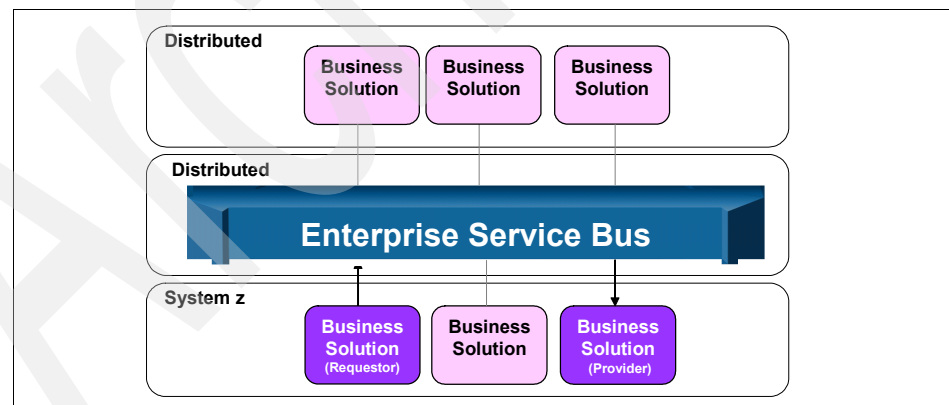 Distributed
Business Business Business
Solution Solution Solution
Distributed
Enterprise Service Bus
System z
Business Business Business
Solution Solution Solution
(Requestor) (Provider)